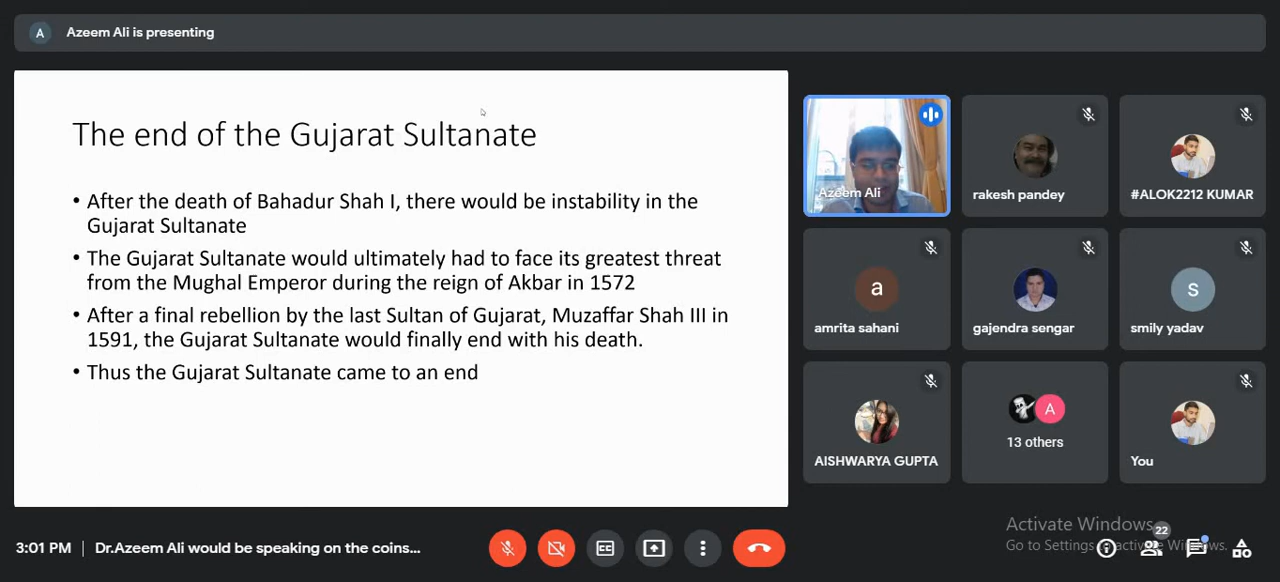 A
Azeem Ali is presenting
The end of the Gujarat Sultanate
• After the death of Bahadur Shah I, there would be instability in the
Gujarat Sultanate
• The Gujarat Sultanate would ultimately had to face its greatest threat
from the Mughal Emperor during the reign of Akbar in 1572
• After a final rebellion by the last Sultan of Gujarat, Muzaffar Shah III in
1591, the Gujarat Sultanate would finally end with his death.
• Thus the Gujarat Sultanate came to an end
Azeem Ali
rakesh pandey
#ALOK2212 KUMAR
a
amrita sahani
gajendra sengar
s
smily yadav
AISHWARYA GUPTA
A
13 others
You
3:01 PM
Dr.Azeem Ali would be speaking on the coins...
CC
22
Activate Windows
Go to Settings to activate Windows.